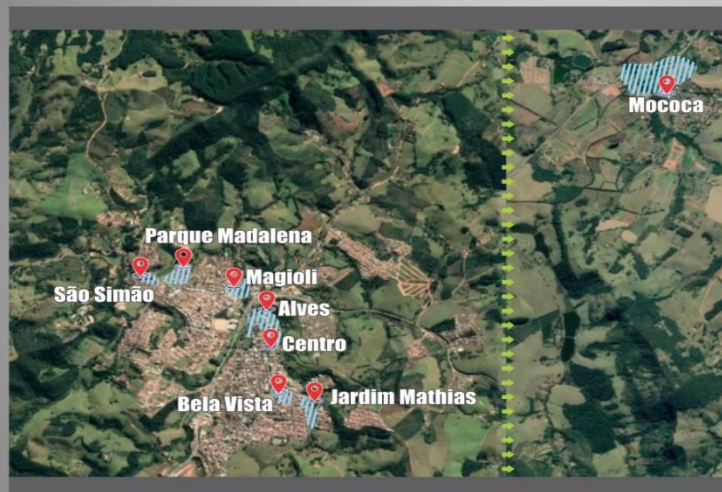 Mococa
Parque Madalena
São Simão
Magioli
Alves
Centro
Bela Vista
Jardim Mathias